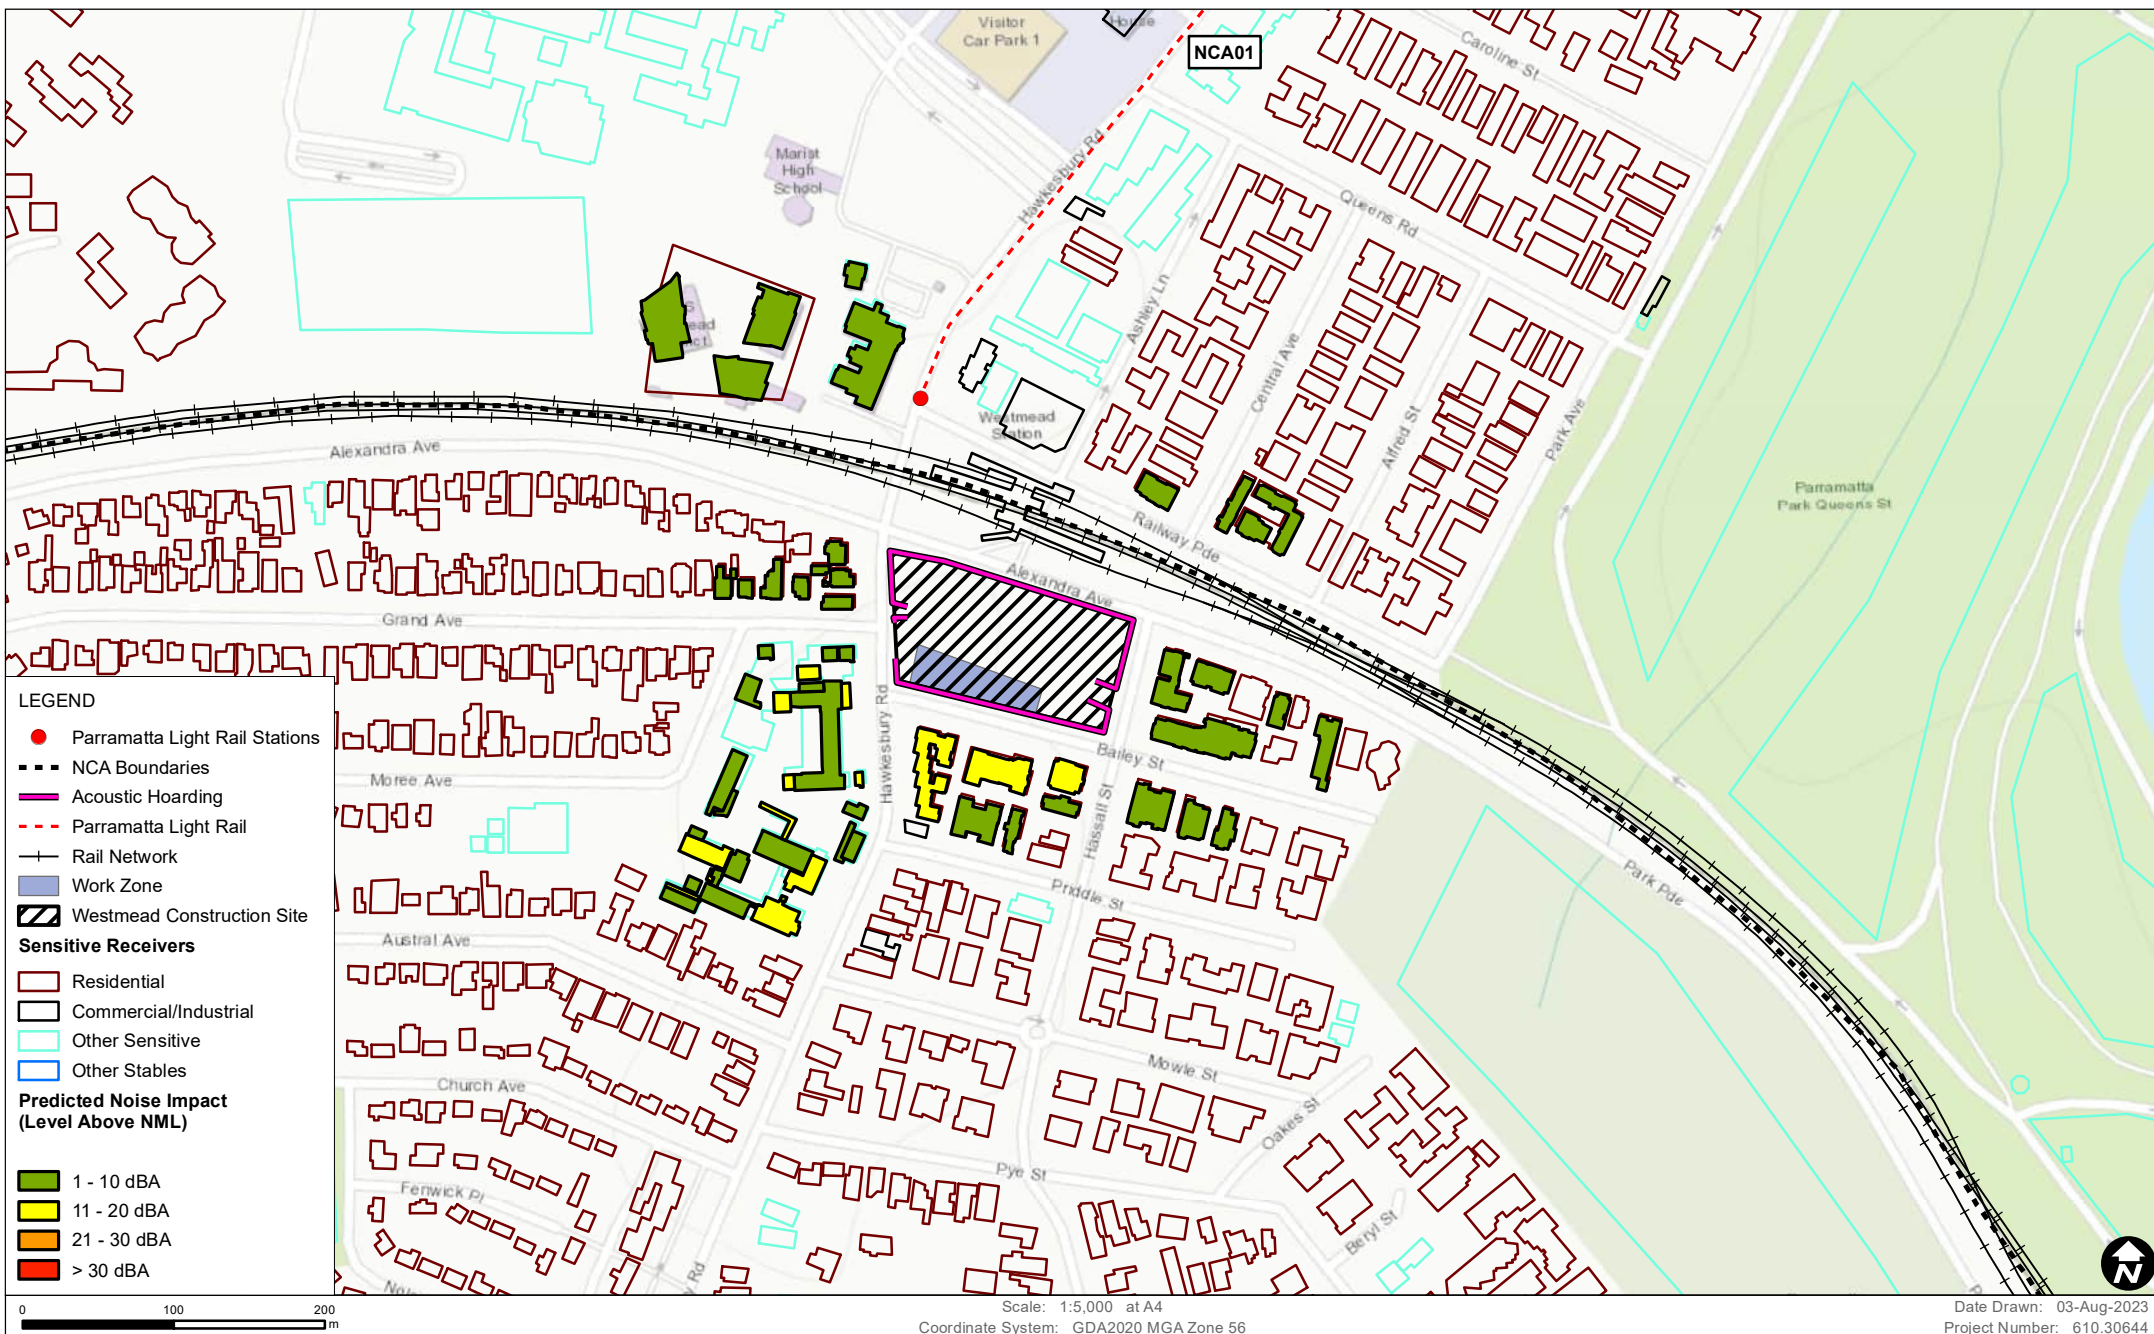 Visitor
Car Park 1
House
NCA01
Caroline St
Marist
High
School
Hawkesbury Rd
Queens Rd
Ashley Ln
Central Ave
Alfred St
Park Ave
Westmead
Station
Parramatta
Park Queens St
Alexandra Ave
Railway Pde
Alexandra Ave
Grand Ave
Hawkesbury Rd
Bailey St
Hassall St
Moree Ave
Priddle St
Park Pde
Austral Ave
Mowle St
Church Ave
Oakes St
Pye St
Fenwick Pl
Beryl St
y Rd
LEGEND
Parramatta Light Rail Stations
NCA Boundaries
Acoustic Hoarding
Parramatta Light Rail
Rail Network
Work Zone
Westmead Construction Site
Sensitive Receivers
Residential
Commercial/Industrial
Other Sensitive
Other Stables
Predicted Noise Impact
(Level Above NML)
1 - 10 dBA
11 - 20 dBA
21 - 30 dBA
> 30 dBA
N
0 100 200
m
Scale: 1:5,000 at A4
Coordinate System: GDA2020 MGA Zone 56
Date Drawn: 03-Aug-2023
Project Number: 610.30644